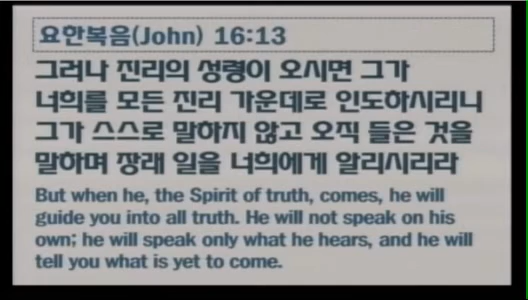 요한복음(John) 16:13
그러나 진리의 성령이 오시면 그가
너희를 모든 진리 가운데로 인도하시리니
그가 스스로 말하지 않고 오직 들은 것을
말하며 장래 일을 너희에게 알리시리라
But when he, the Spirit of truth, comes, he will
guide you into all truth. He will not speak on his
own; he will speak only what he hears, and he will
tell you what is yet to come.